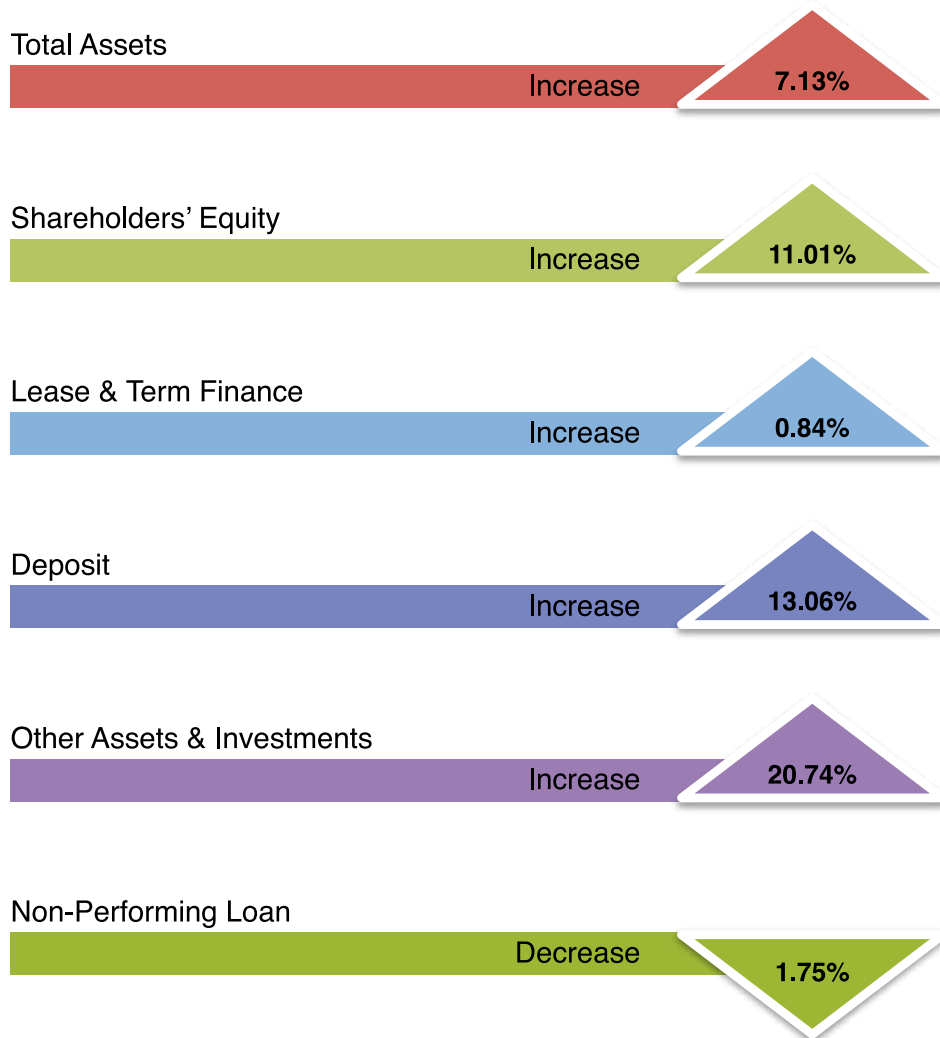 Total Assets
Increase 7.13%
Shareholders’ Equity
Increase 11.01%
Lease & Term Finance
Increase 0.84%
Deposit
Increase 13.06%
Other Assets & Investments
Increase 20.74%
Non-Performing Loan
Decrease 1.75%